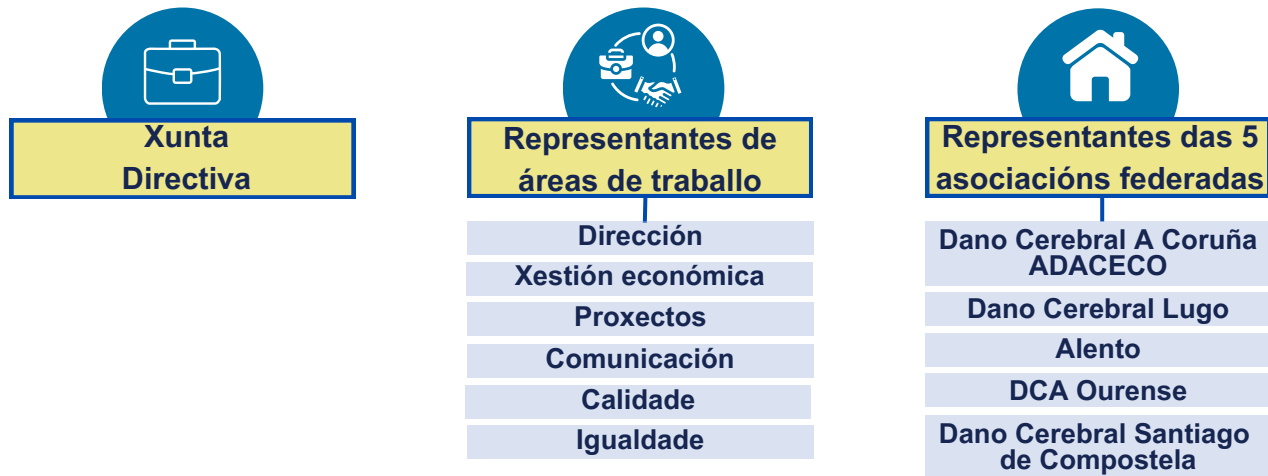 Xunta
Directiva
Representantes de
áreas de traballo
Dirección
Xestión económica
Proxectos
Comunicación
Calidade
Igualdade
Representantes das 5
asociacións federadas
Dano Cerebral A Coruña
ADACECO
Dano Cerebral Lugo
Alento
DCA Ourense
Dano Cerebral Santiago
de Compostela